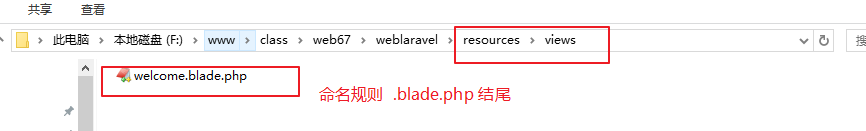 共享 查看
此电脑 本地磁盘 (F:) www class web67 weblaravel resources views
welcome.blade.php
命名规则 .blade.php 结尾